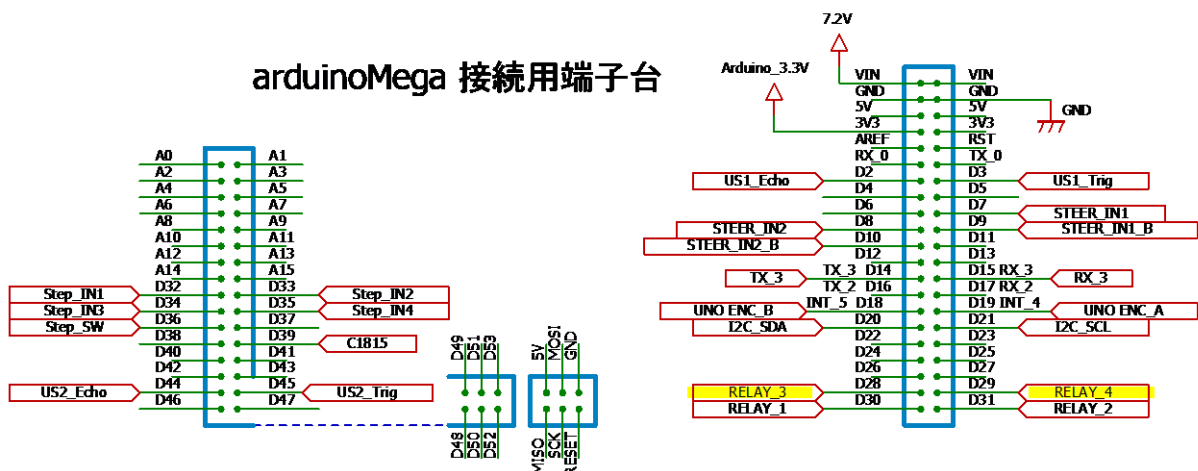 arduinoMega 接続用端子台
A0 A1
A2 A3
A4 A5
A6 A7
A8 A9
A10 A11
A12 A13
A14 A15
Step_IN1 D32 D33 Step_IN2
Step_IN3 D34 D35 Step_IN4
Step_SW D36 D37
D38 D39 C1815
D40 D41
D42 D43
US2_Echo D44 D45 US2_Trig
D46 D47
D49 D51 D53
D48 D50 D52
5V MOSI GND
MISO SCK RESET
7.2V
Arduino_3.3V
VIN VIN
GND GND
GND
5V 5V
3V3 3V3
AREF RST
RX_0 TX_0
US1_Echo D2 D3 US1_Trig
D4 D5
D6 D7 STEER_IN1
STEER_IN2 D8 D9 STEER_IN1_B
STEER_IN2_B D10 D11
D12 D13
TX_3 TX_3 D14 D15 RX_3 RX_3
TX_2 D16 D17 RX_2
UNO ENC_B INT_5 D18 D19 INT_4 UNO ENC_A
I2C_SDA D20 D21 I2C_SCL
D22 D23
D24 D25
D26 D27
RELAY_3 D28 D29 RELAY_4
RELAY_1 D30 D31 RELAY_2